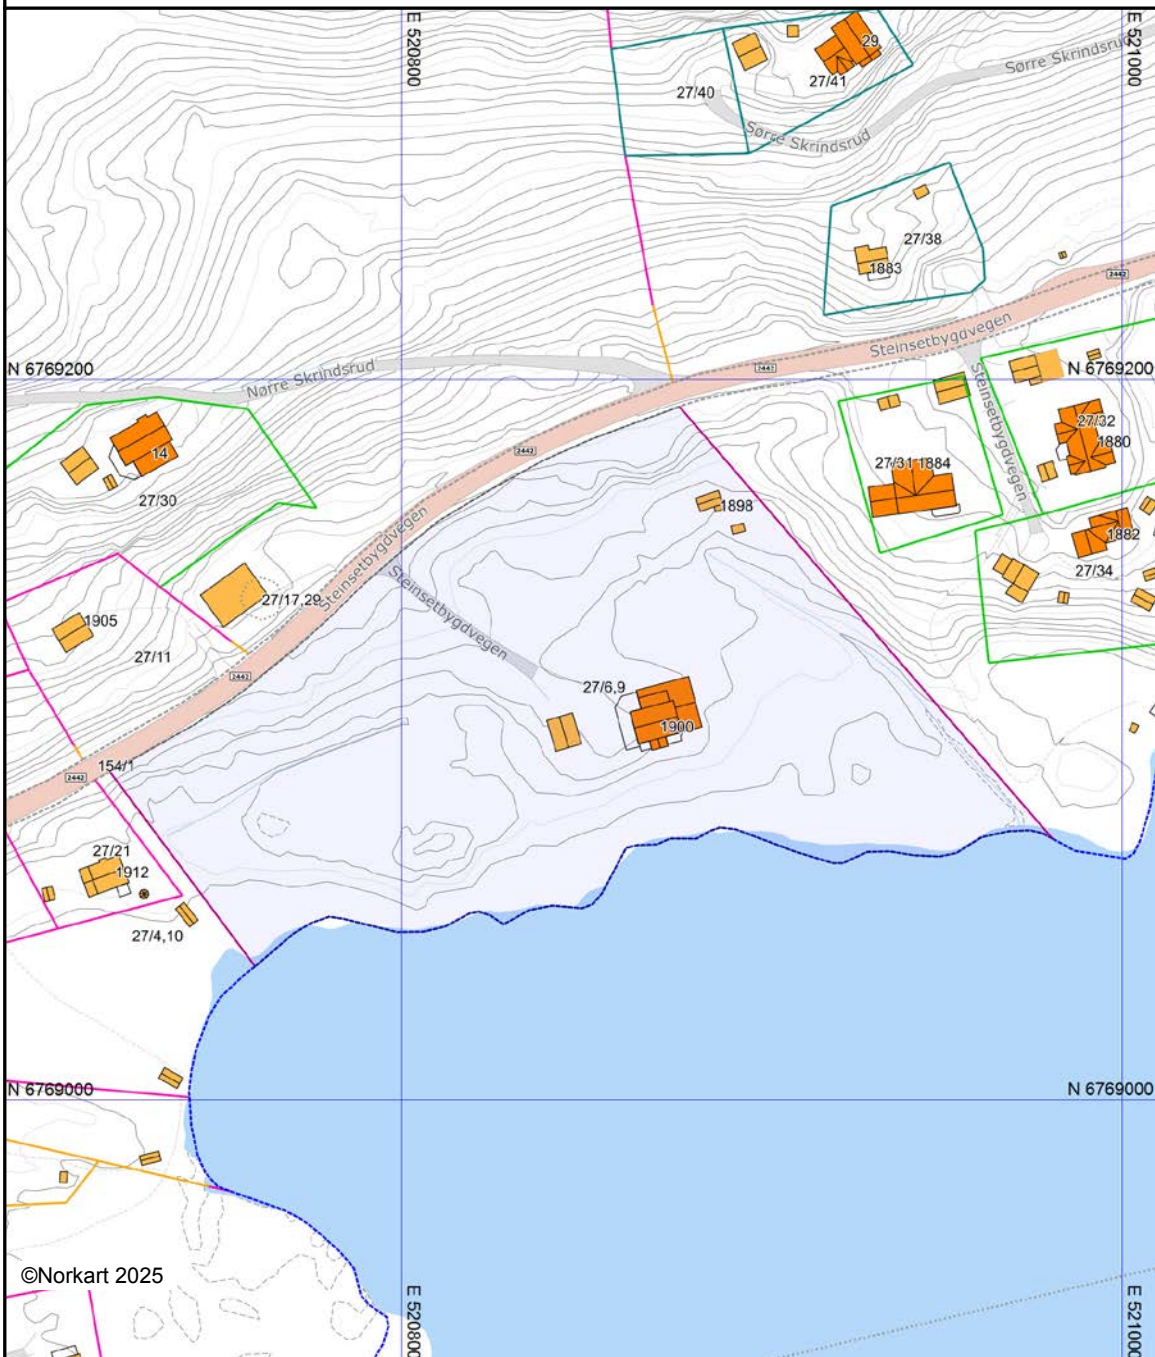 E 520800
E 521000
29
27/41
27/40
Sørre Skrindsrud
Sørre Skrindsrud
27/38
1883
2442
Steinsetbygdvegen
N 6769200
Nørre Skrindsrud
2442
N 6769200
Steinsetbygdvegen
27/32
1880
14
27/30
2442
27/31 1884
1898
Steinsetbygdvegen
1882
27/34
Steinsetbygdvegen
27/17,29
1905
27/11
2442
27/6,9
1900
154/1
2442
27/21
1912
27/4,10
N 6769000
N 6769000
©Norkart 2025
E 520800
E 521000